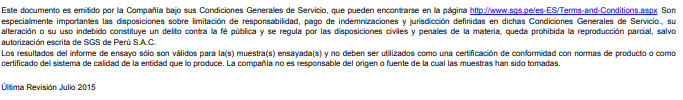 Este documento es emitido por la Compañía bajo sus Condiciones Generales de Servicio, que pueden encontrarse en la página http://www.sgs.pe/es-ES/Terms-and-Conditions.aspx Son
especialmente importantes las disposiciones sobre limitación de responsabilidad, pago de indemnizaciones y jurisdicción definidas en dichas Condiciones Generales de Servicio., su
alteración o su uso indebido constituye un delito contra la fé pública y se regula por las disposiciones civiles y penales de la materia, queda prohibida la reproducción parcial, salvo
autorización escrita de SGS de Perú S.A.C.
Los resultados del informe de ensayo sólo son válidos para la(s) muestra(s) ensayada(s) y no deben ser utilizados como una certificación de conformidad con normas de producto o como
certificado del sistema de calidad de la entidad que lo produce. La compañía no es responsable del origen o fuente de la cual las muestras han sido tomadas.
Última Revisión Julio 2015